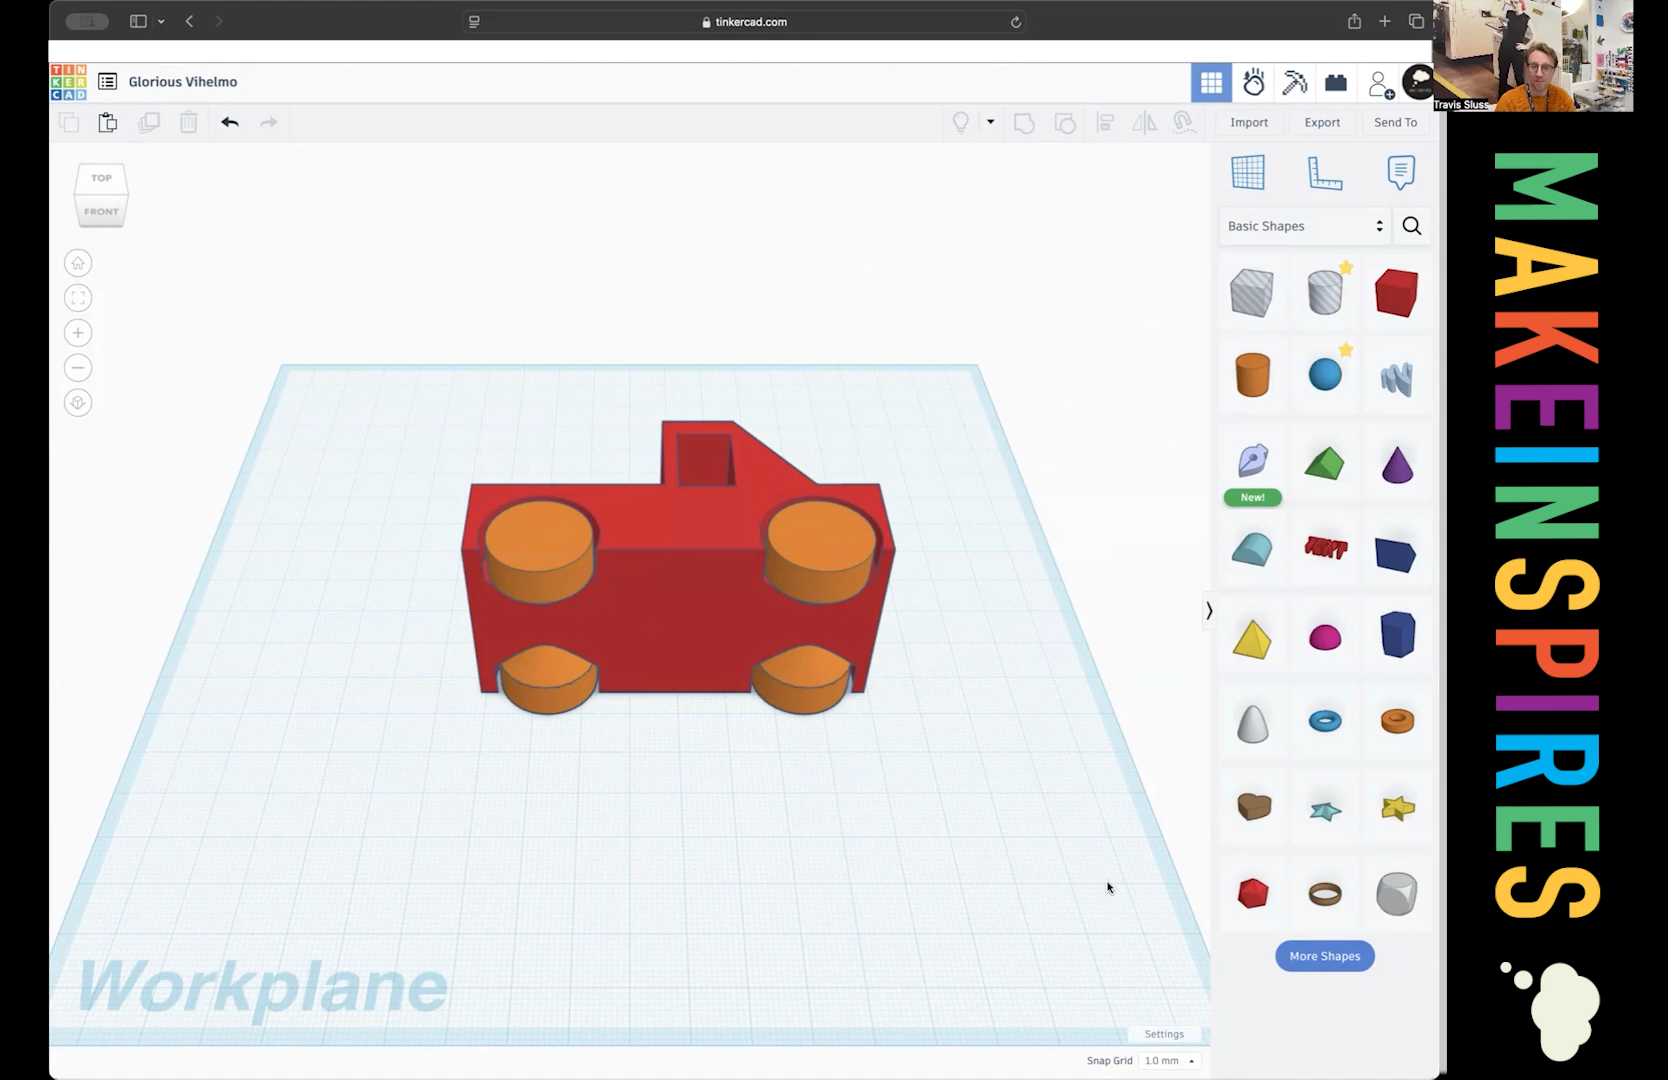 tinkercad.com
TIN
KER
CAD
Glorious Vihelmo
Travis Sluss
Import
Export
Send To
TOP
FRONT
Basic Shapes
New!
TEXT
More Shapes
Workplane
Settings
Snap Grid
1.0 mm
MAKEINSPIRES